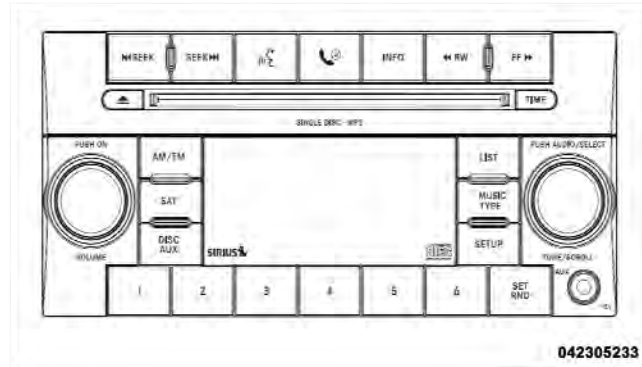 SEEK SEEK INFO RW FF
TIME
SINGLE DISC - MP3
PUSH ON
AM/FM
LIST
PUSH AUDIO/SELECT
SAT
MUSIC
TYPE
DISC
AUX
SETUP
VOLUME
SIRIUS
TUNE/SCROLL
AUX
1 2 3 4 5 6 SET
RND
042305233